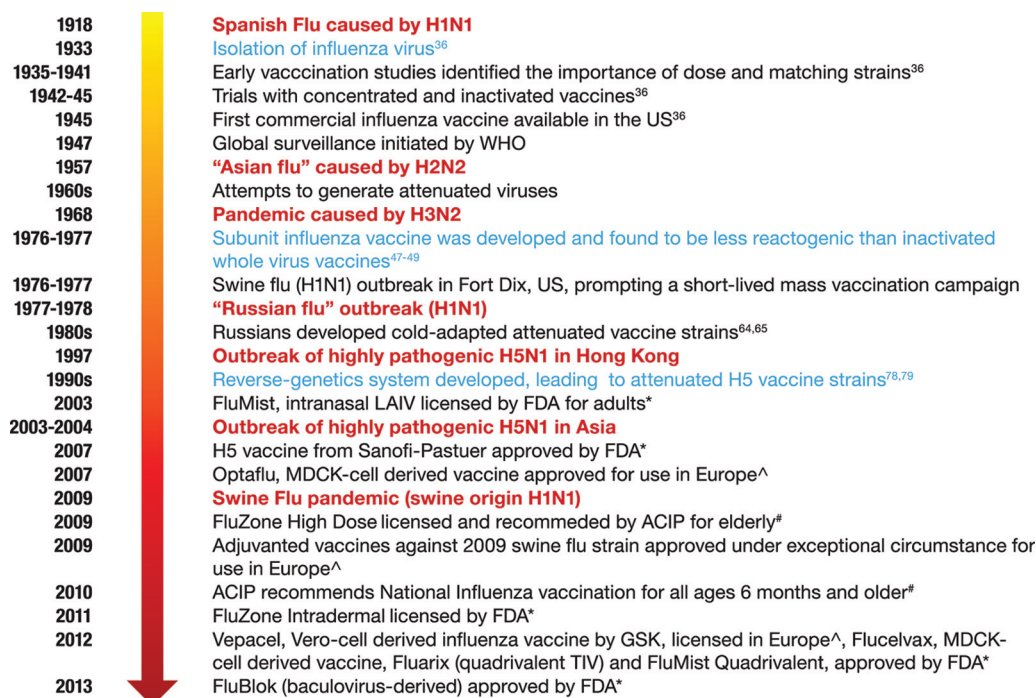 1918 Spanish Flu caused by H1N1
1933 Isolation of influenza virus36
1935-1941 Early vacccination studies identified the importance of dose and matching strains36
1942-45 Trials with concentrated and inactivated vaccines36
1945 First commercial influenza vaccine available in the US36
1947 Global surveillance initiated by WHO
1957 “Asian flu” caused by H2N2
1960s Attempts to generate attenuated viruses
1968 Pandemic caused by H3N2
1976-1977 Subunit influenza vaccine was developed and found to be less reactogenic than inactivated
whole virus vaccines47-49
1976-1977 Swine flu (H1N1) outbreak in Fort Dix, US, prompting a short-lived mass vaccination campaign
1977-1978 “Russian flu” outbreak (H1N1)
1980s Russians developed cold-adapted attenuated vaccine strains64,65
1997 Outbreak of highly pathogenic H5N1 in Hong Kong
1990s Reverse-genetics system developed, leading to attenuated H5 vaccine strains78,79
2003 FluMist, intranasal LAIV licensed by FDA for adults*
2003-2004 Outbreak of highly pathogenic H5N1 in Asia
2007 H5 vaccine from Sanofi-Pastuer approved by FDA*
2007 Optaflu, MDCK-cell derived vaccine approved for use in Europe^
2009 Swine Flu pandemic (swine origin H1N1)
2009 FluZone High Dose licensed and recommeded by ACIP for elderly#
2009 Adjuvanted vaccines against 2009 swine flu strain approved under exceptional circumstance for
use in Europe^
2010 ACIP recommends National Influenza vaccination for all ages 6 months and older#
2011 FluZone Intradermal licensed by FDA*
2012 Vepacel, Vero-cell derived influenza vaccine by GSK, licensed in Europe^, Flucelvax, MDCK-
cell derived vaccine, Fluarix (quadrivalent TIV) and FluMist Quadrivalent, approved by FDA*
2013 FluBlok (baculovirus-derived) approved by FDA*